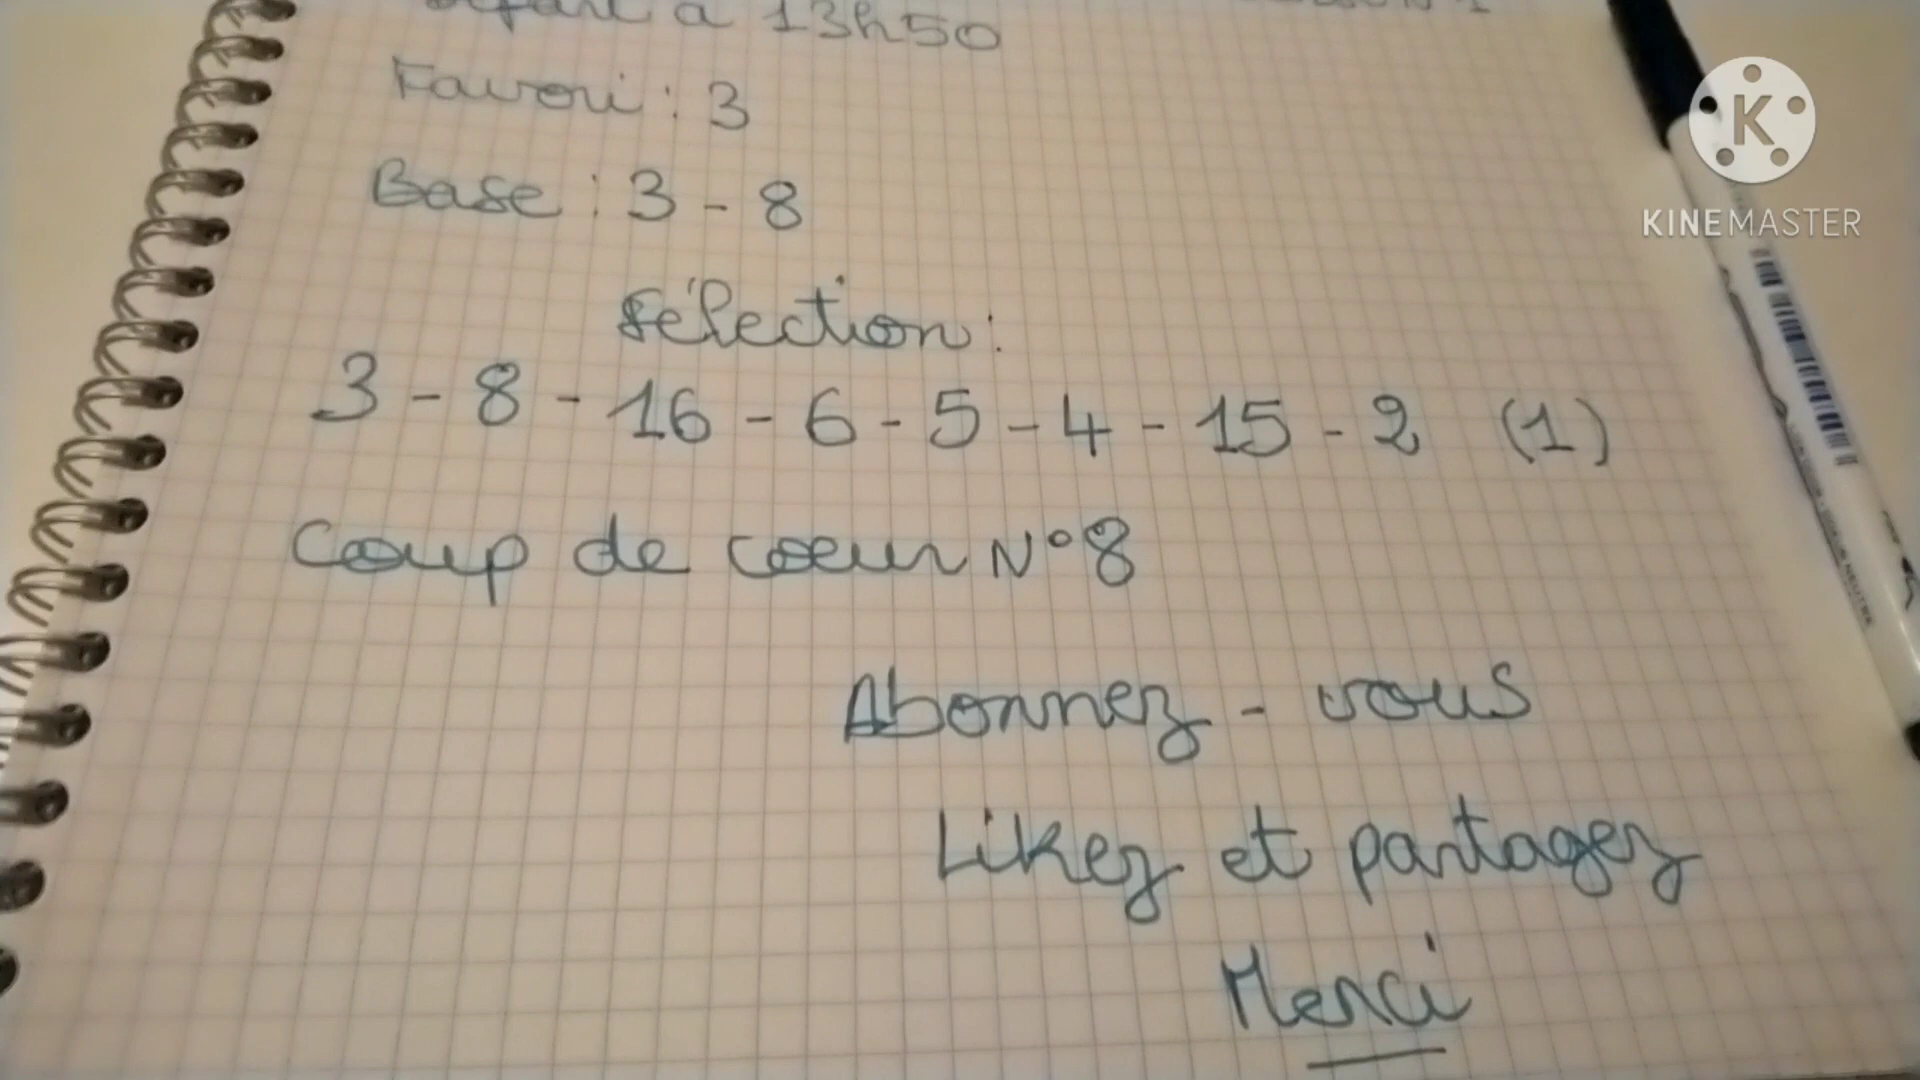 à 13h50
Favori : 3
Base : 3 - 8
Sélection :
3 - 8 - 16 - 6 - 5 - 4 - 15 - 2 (1)
Coup de coeur N°8
Abonnez-vous
Likez et partagez
Merci
KINEMASTER